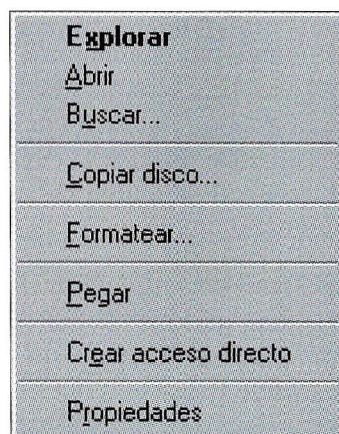 Explorar
Abrir
Buscar...
Copiar disco...
Formatear...
Pegar
Crear acceso directo
Propiedades